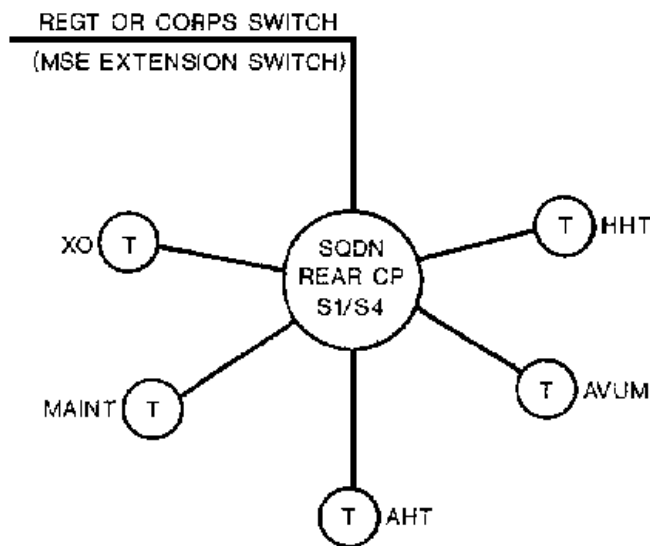 REGT OR CORPS SWITCH
(MSE EXTENSION SWITCH)
XO T
T HHT
SQDN
REAR CP
S1/S4
MAINT T
T AVUM
T AHT